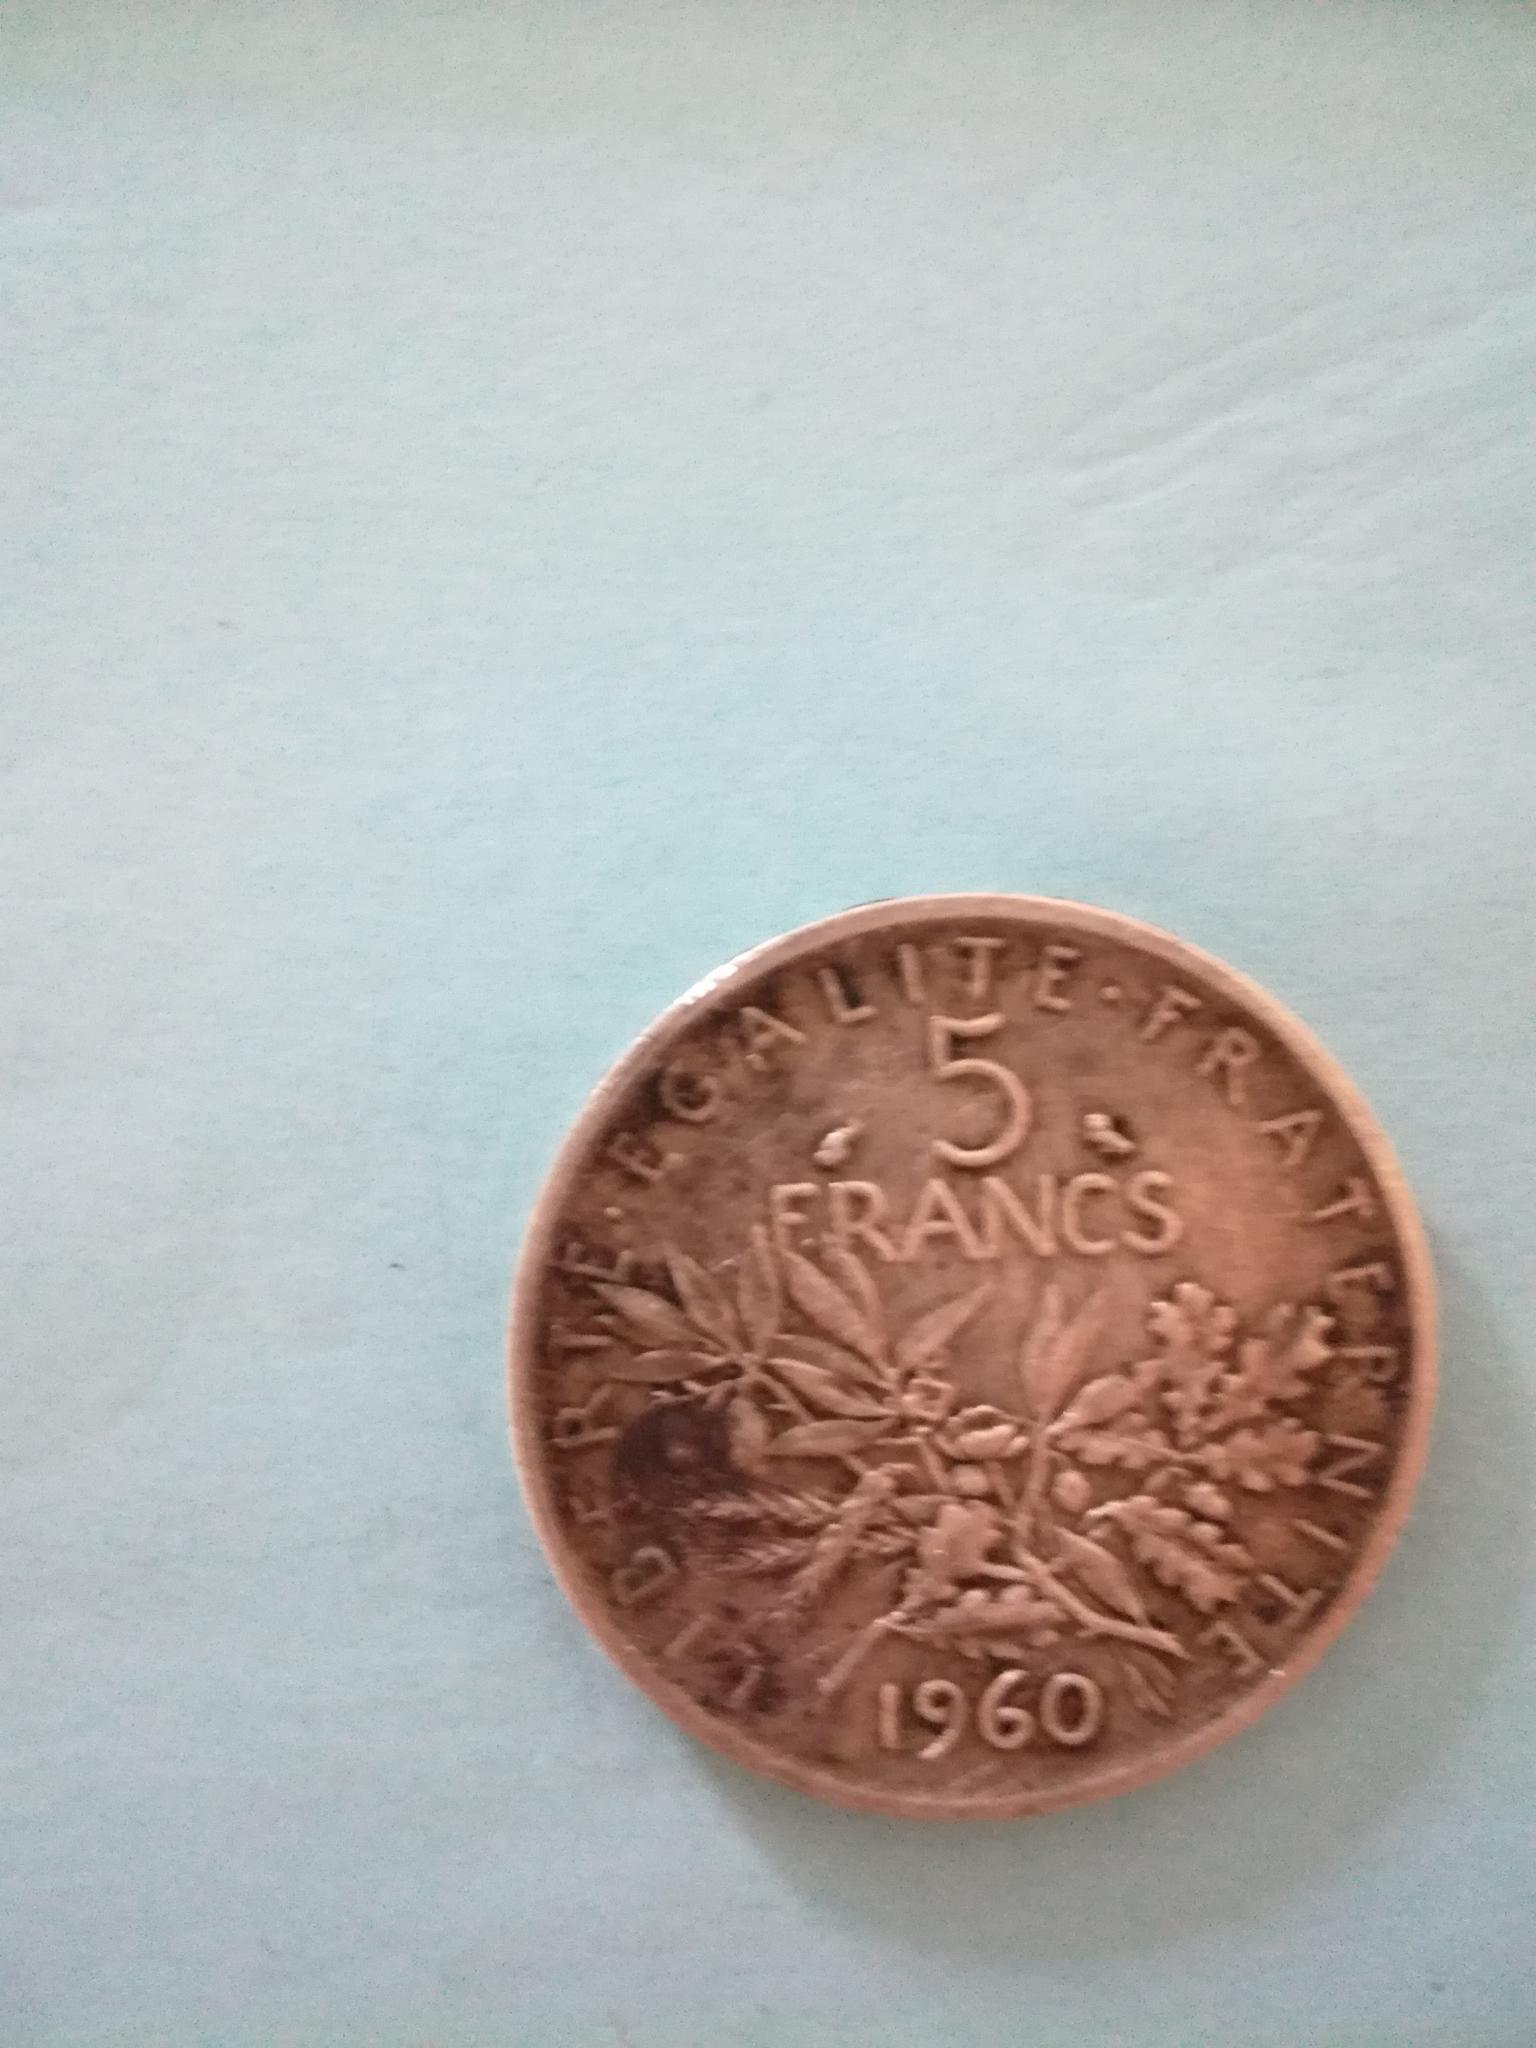 LIBERTE · EGALITE · FRATERNITE
5
FRANCS
1960